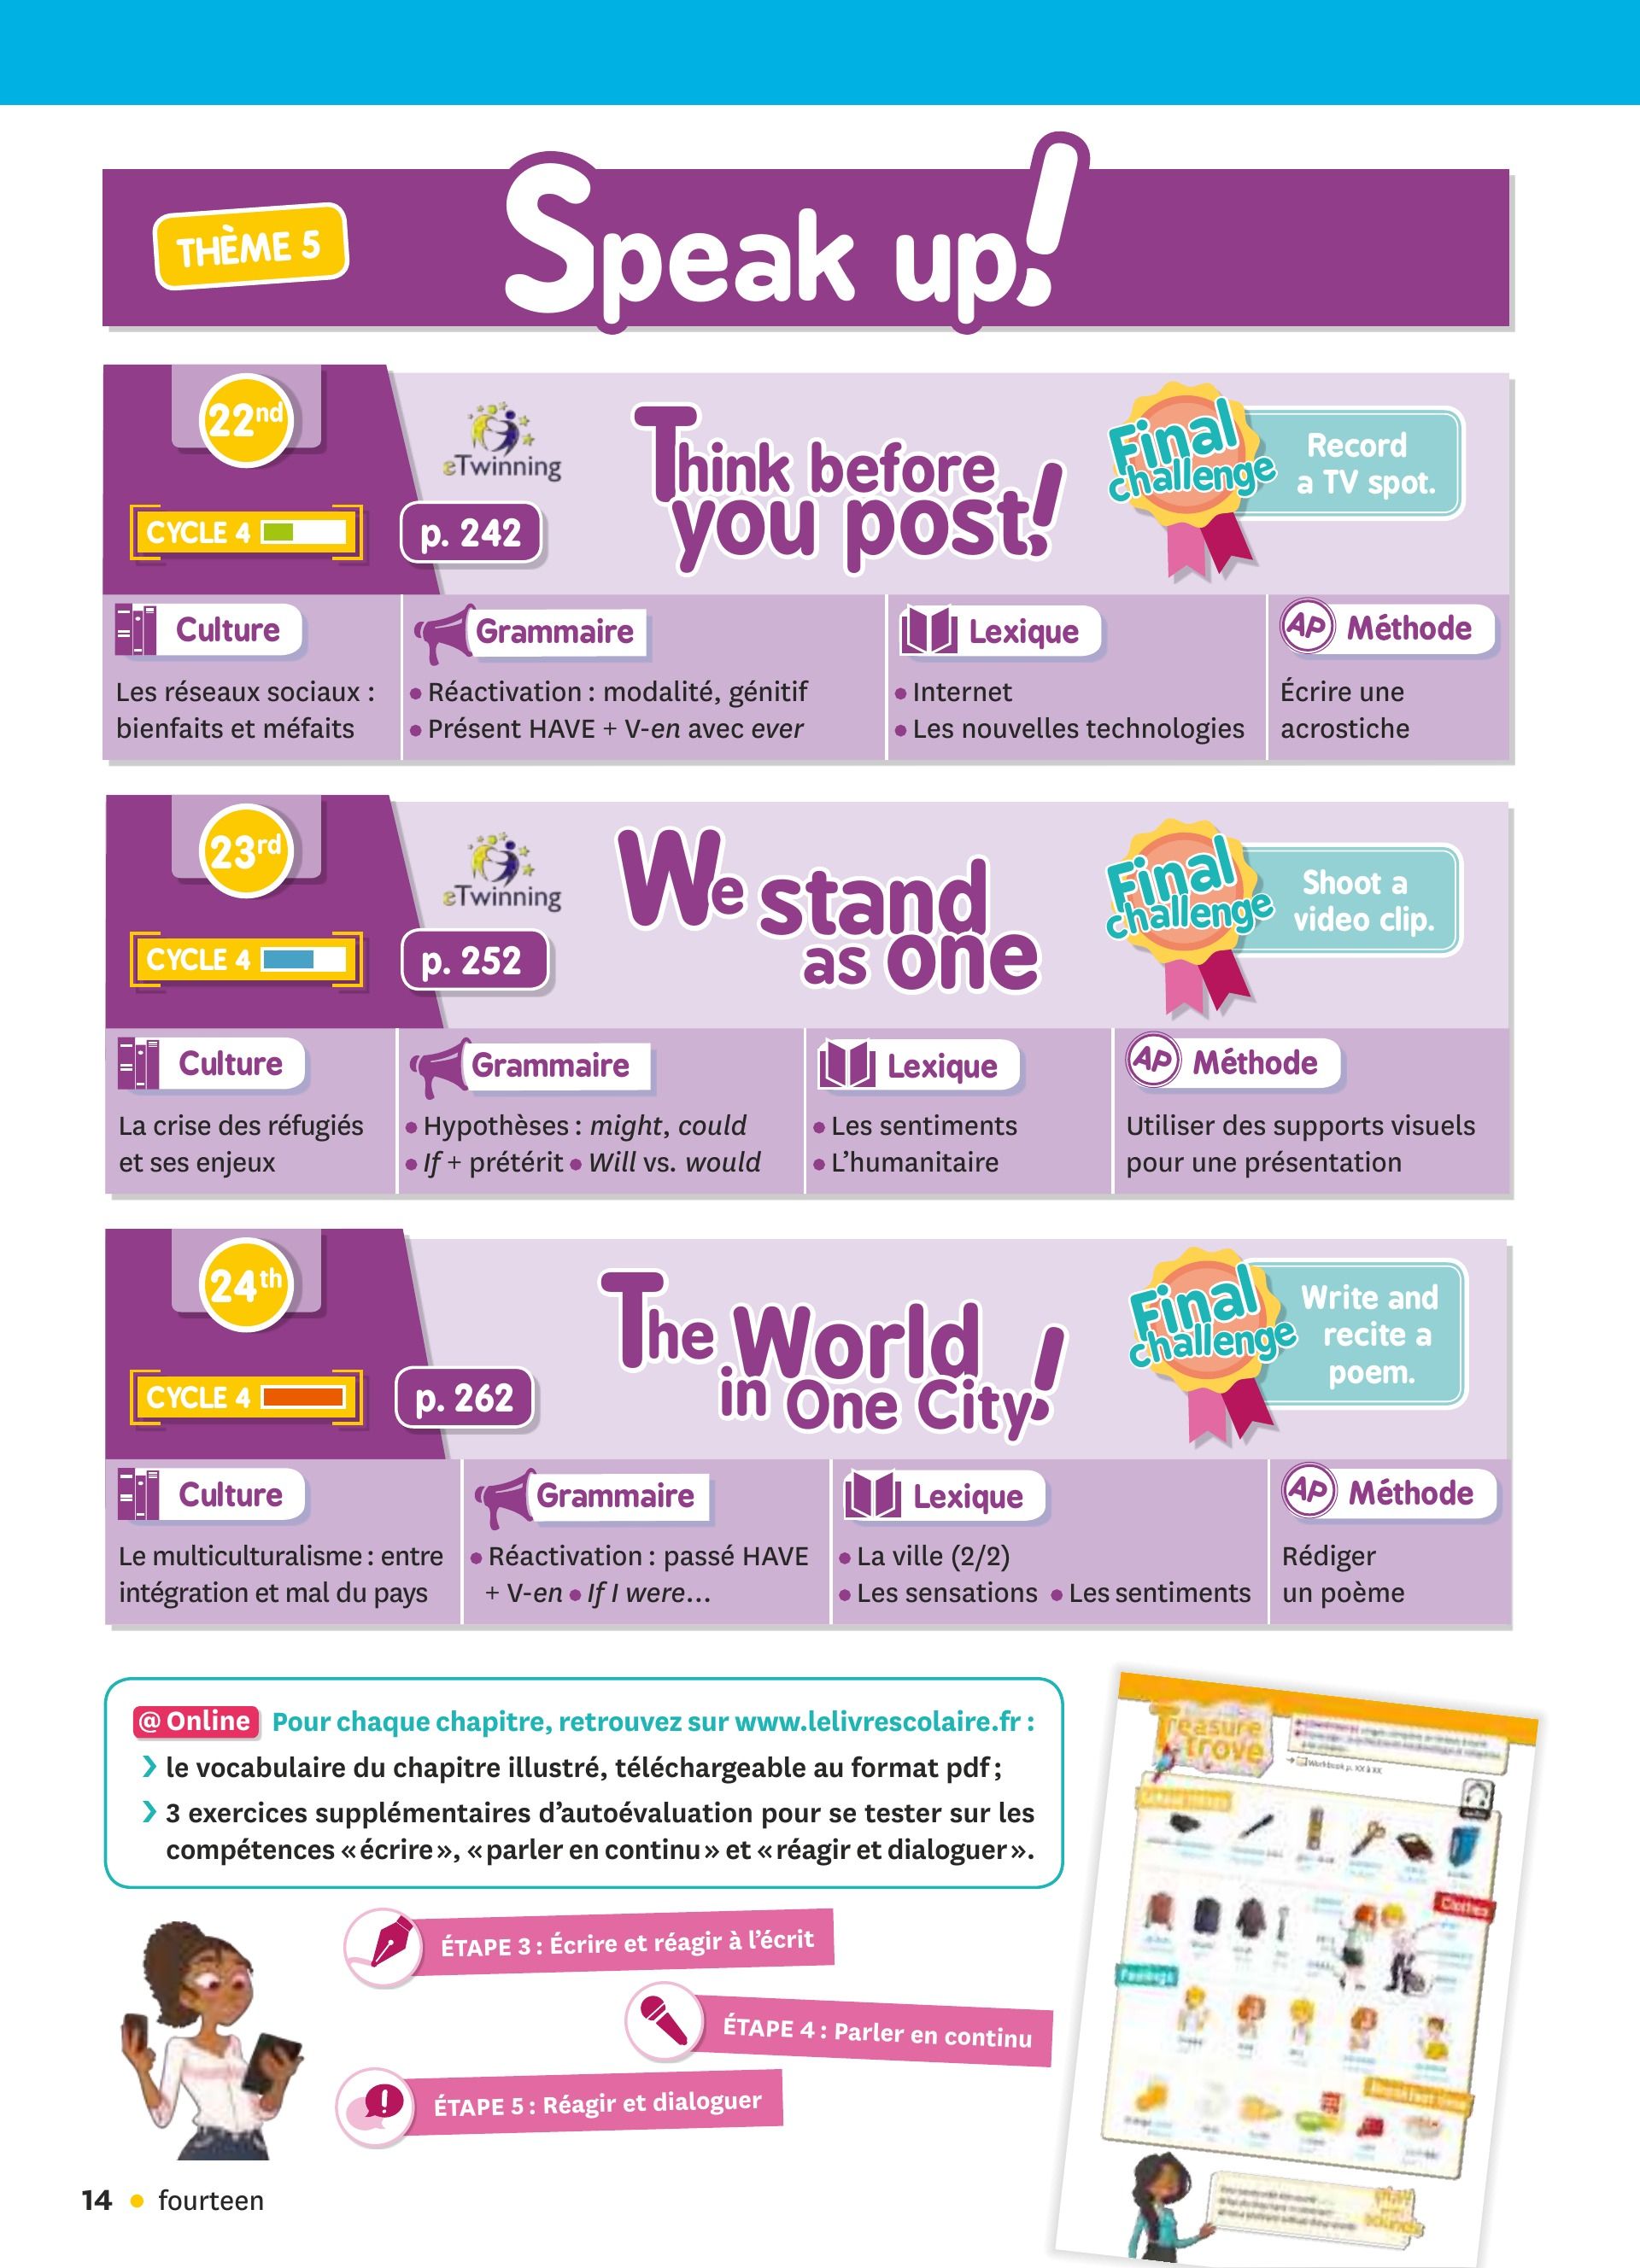 THÈME 5
Speak up!
22nd
eTwinning
Think before
you post!
Final
challenge
Record
a TV spot.
CYCLE 4
p. 242
Culture
Les réseaux sociaux :
bienfaits et méfaits
Grammaire
• Réactivation : modalité, génitif
• Présent HAVE + V-en avec ever
Lexique
• Internet
• Les nouvelles technologies
AP Méthode
Écrire une
acrostiche
23rd
eTwinning
We stand
as one
Final
challenge
Shoot a
video clip.
CYCLE 4
p. 252
Culture
La crise des réfugiés
et ses enjeux
Grammaire
• Hypothèses : might, could
• If + prétérit • Will vs. would
Lexique
• Les sentiments
• L'humanitaire
AP Méthode
Utiliser des supports visuels
pour une présentation
24th
The World
in One City!
Final
challenge
Write and
recite a
poem.
CYCLE 4
p. 262
Culture
Le multiculturalisme : entre
intégration et mal du pays
Grammaire
• Réactivation : passé HAVE
+ V-en • If I were...
Lexique
• La ville (2/2)
• Les sensations • Les sentiments
AP Méthode
Rédiger
un poème
@ Online Pour chaque chapitre, retrouvez sur www.lelivrescolaire.fr :
› le vocabulaire du chapitre illustré, téléchargeable au format pdf ;
› 3 exercices supplémentaires d'autoévaluation pour se tester sur les
compétences « écrire », « parler en continu » et « réagir et dialoguer ».
ÉTAPE 3 : Écrire et réagir à l'écrit
ÉTAPE 4 : Parler en continu
ÉTAPE 5 : Réagir et dialoguer
Treasure
trove
Workbook p. XX à XX
Clothes
Feelings
14 • fourteen